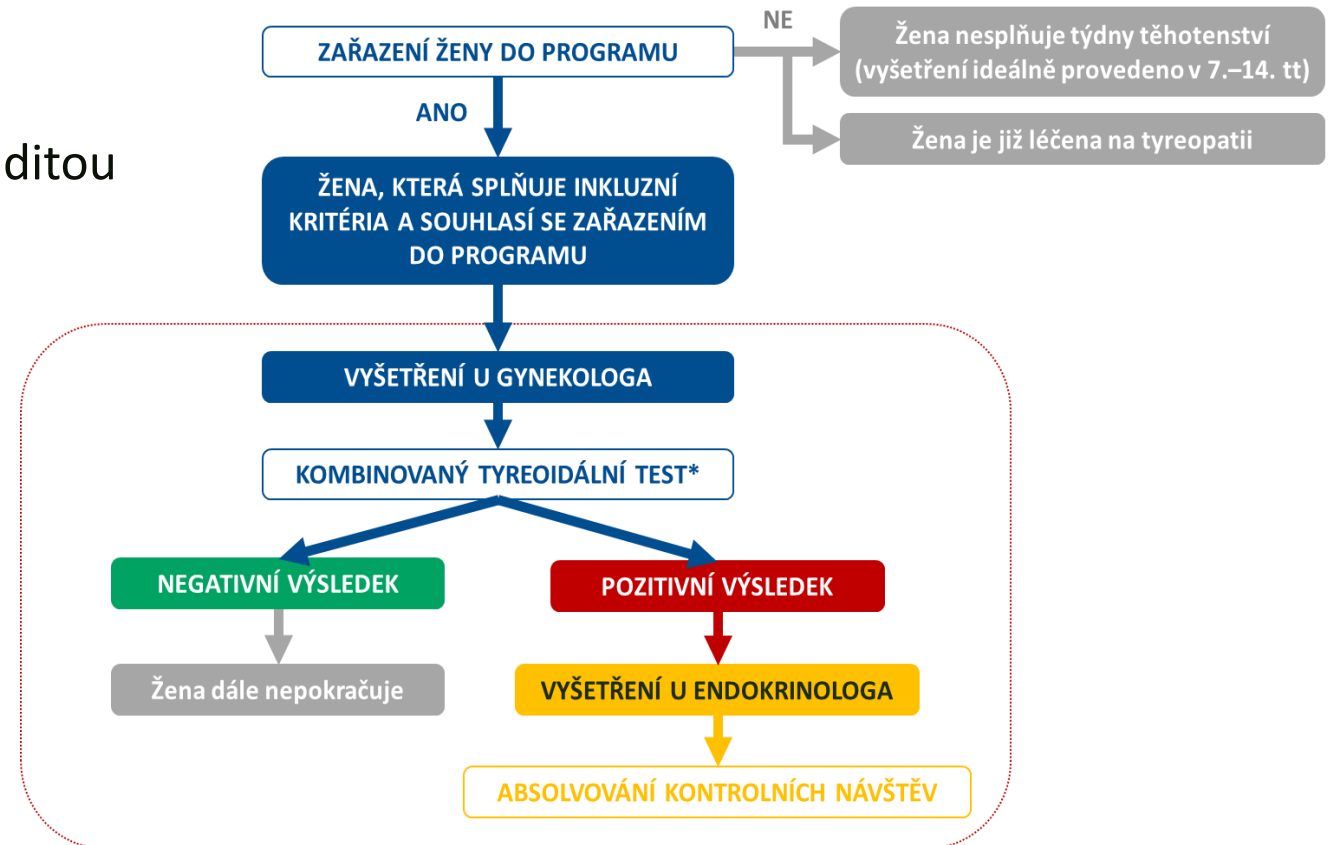 NE
ZAŘAZENÍ ŽENY DO PROGRAMU
Žena nesplňuje týdny těhotenství
(vyšetření ideálně provedeno v 7.–14. tt)
ANO
Žena je již léčena na tyreopatii
ditou
ŽENA, KTERÁ SPLŇUJE INKLUZNÍ
KRITÉRIA A SOUHLASÍ SE ZAŘAZENÍM
DO PROGRAMU
VYŠETŘENÍ U GYNEKOLOGA
KOMBINOVANÝ TYREOIDÁLNÍ TEST*
NEGATIVNÍ VÝSLEDEK
POZITIVNÍ VÝSLEDEK
Žena dále nepokračuje
VYŠETŘENÍ U ENDOKRINOLOGA
ABSOLVOVÁNÍ KONTROLNÍCH NÁVŠTĚV